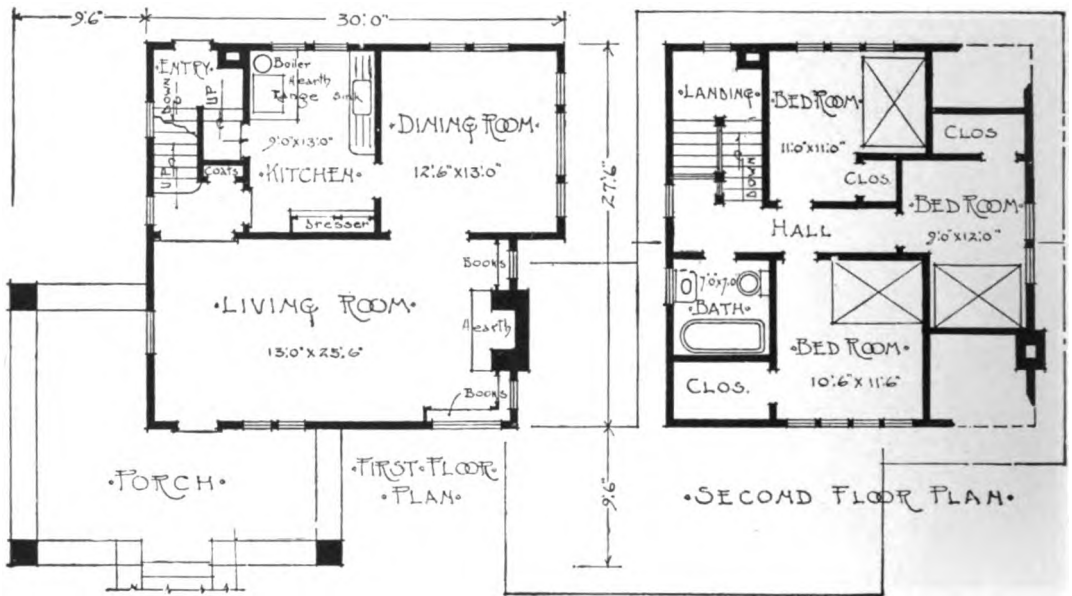 9'6"
30'0"
·ENTRY·
DOWN
UP
UP
Coats
Boiler
Hearth
Range
Sink
9'0"x13'0"
·KITCHEN·
Dresser
·DINING ROOM·
12'6"x13'0"
27'6"
·LIVING ROOM·
13'0"x25'6"
Books
Hearth
Books
·PORCH·
·FIRST·FLOOR·
PLAN·
9'6"
·LANDING·
DOWN
BED ROOM·
11'0"x11'0"
CLOS.
CLOS
·BED ROOM·
9'0"x12'0"
HALL
7'0"x7'0"
·BATH·
CLOS.
·BED ROOM·
10'6"x11'6"
·SECOND FLOOR PLAN·